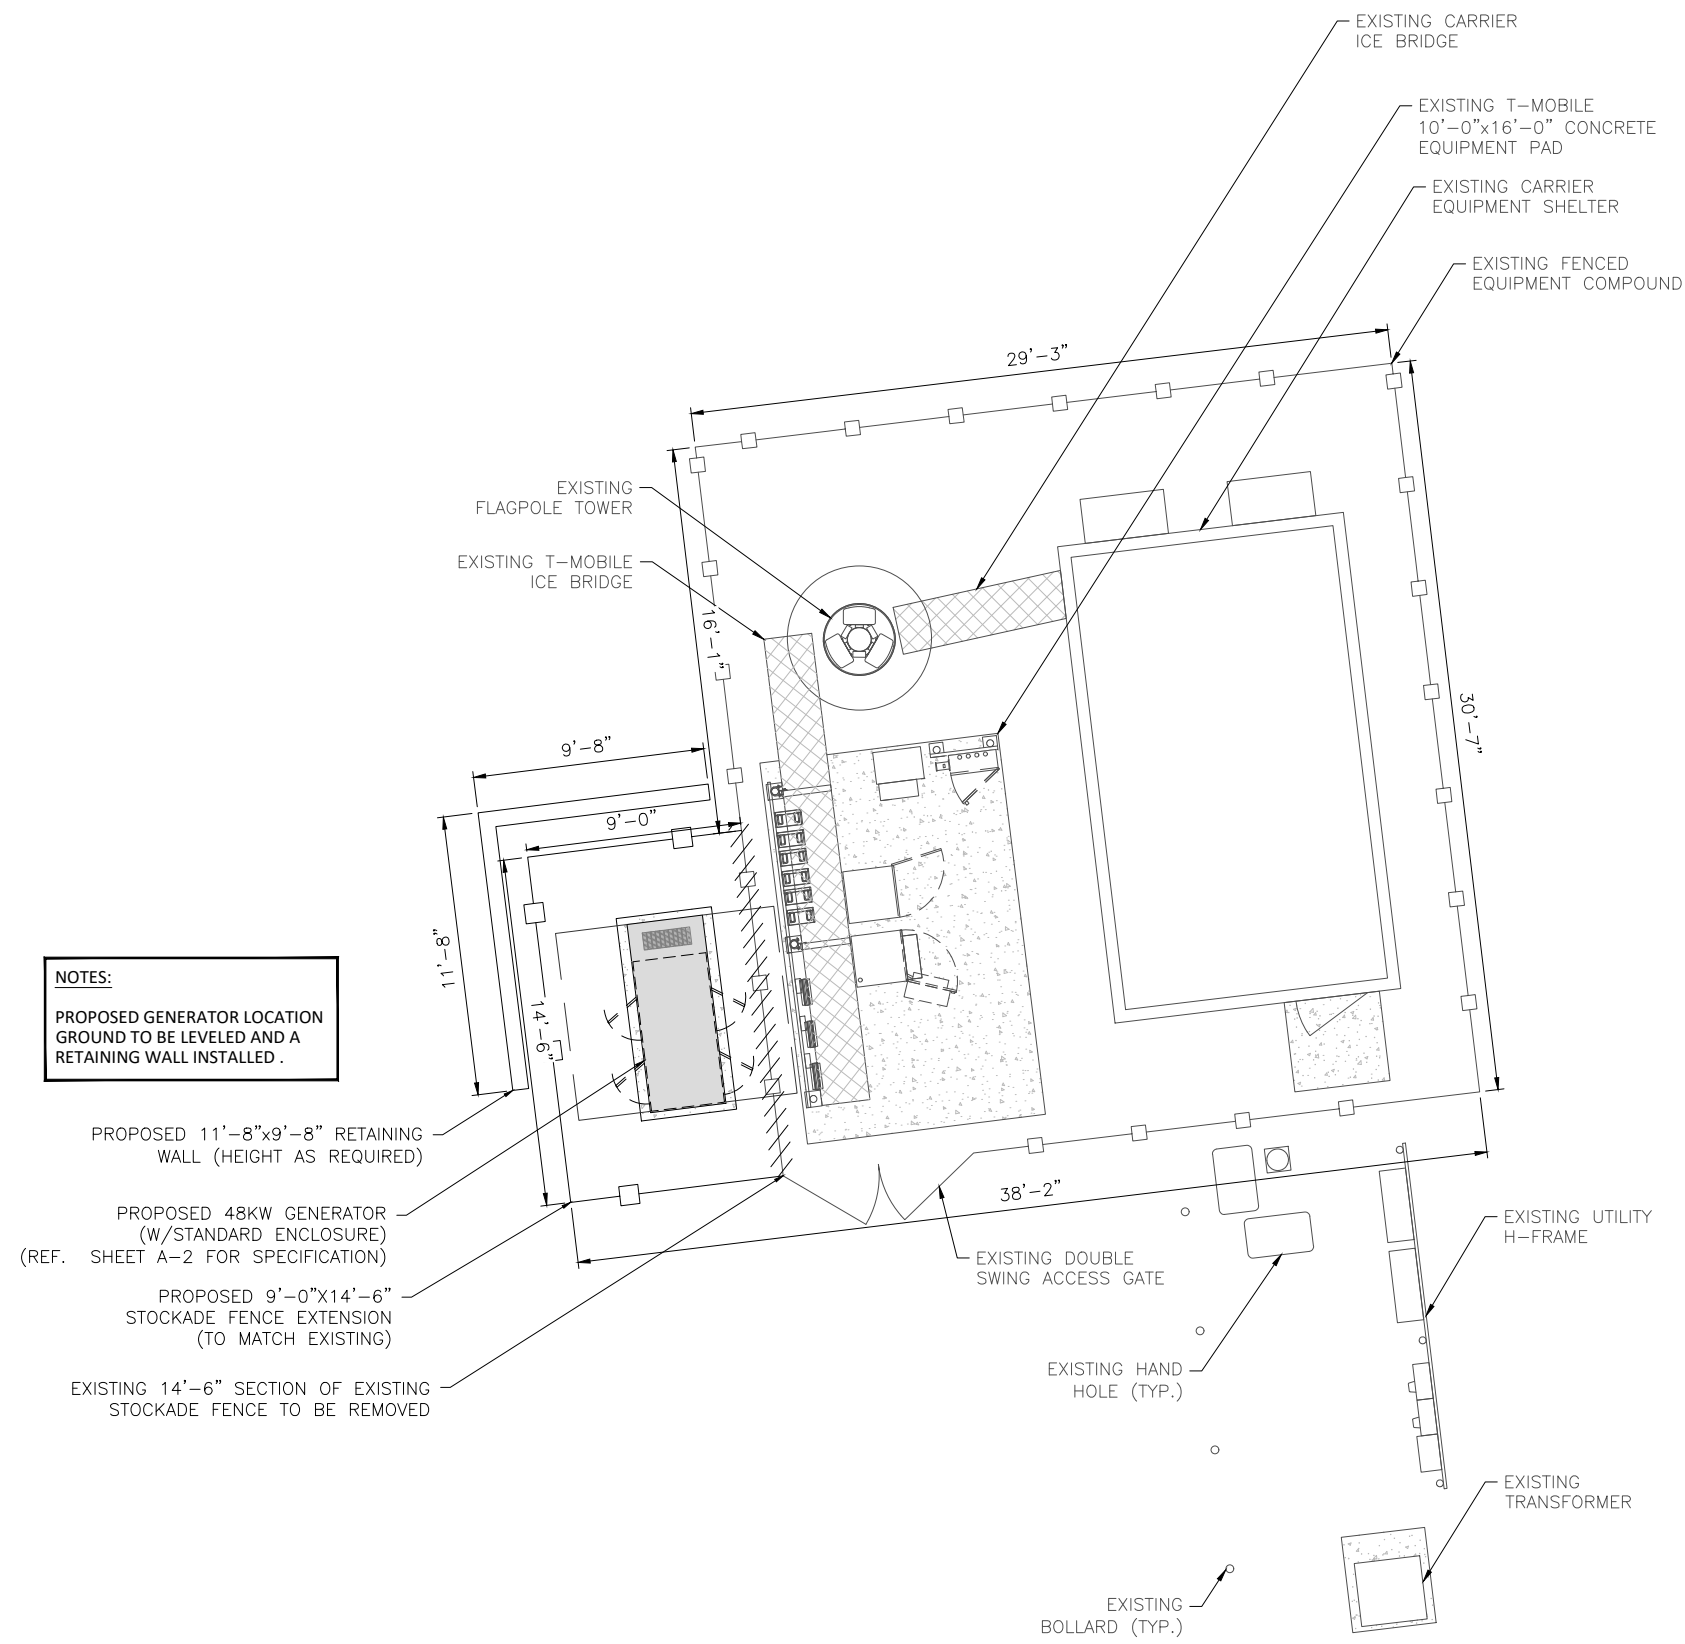 EXISTING CARRIER
ICE BRIDGE
EXISTING T-MOBILE
10'-0"x16'-0" CONCRETE
EQUIPMENT PAD
EXISTING CARRIER
EQUIPMENT SHELTER
EXISTING FENCED
EQUIPMENT COMPOUND
29'-3"
EXISTING
FLAGPOLE TOWER
EXISTING T-MOBILE
ICE BRIDGE
16'-1"
30'-7"
9'-8"
9'-0"
11'-8"
14'-6"
NOTES:
PROPOSED GENERATOR LOCATION
GROUND TO BE LEVELED AND A
RETAINING WALL INSTALLED .
PROPOSED 11'-8"x9'-8" RETAINING
WALL (HEIGHT AS REQUIRED)
PROPOSED 48KW GENERATOR
(W/STANDARD ENCLOSURE)
(REF. SHEET A-2 FOR SPECIFICATION)
PROPOSED 9'-0"X14'-6"
STOCKADE FENCE EXTENSION
(TO MATCH EXISTING)
EXISTING 14'-6" SECTION OF EXISTING
STOCKADE FENCE TO BE REMOVED
38'-2"
EXISTING DOUBLE
SWING ACCESS GATE
EXISTING UTILITY
H-FRAME
EXISTING HAND
HOLE (TYP.)
EXISTING
TRANSFORMER
EXISTING
BOLLARD (TYP.)